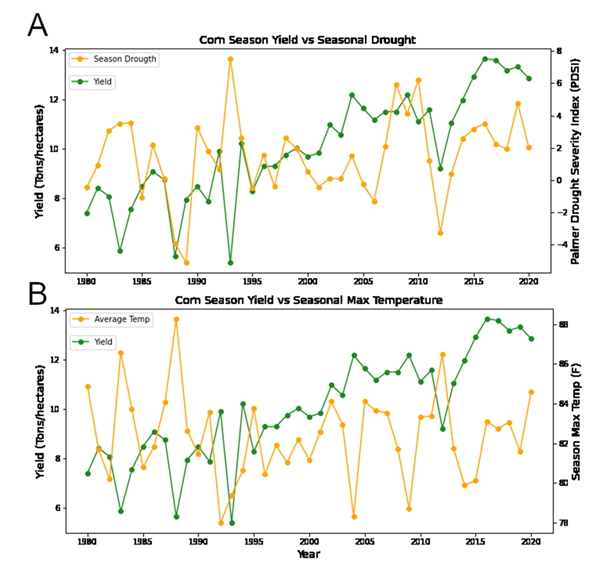 A
Corn Season Yield vs Seasonal Drought
14
12
10
8
6
Yield (Tons/hectares)
Season Drougth
Yield
8
6
4
2
0
−2
−4
Palmer Drought Severity Index (PDSI)
1980 1985 1990 1995 2000 2005 2010 2015 2020
B
Corn Season Yield vs Seasonal Max Temperature
14
12
10
8
6
Yield (Tons/hectares)
Average Temp
Yield
88
86
84
82
80
78
Season Max Temp (F)
1980 1985 1990 1995 2000 2005 2010 2015 2020
Year